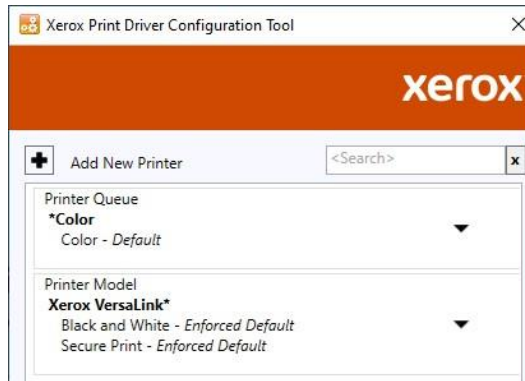 Xerox Print Driver Configuration Tool
xerox
Add New Printer
<Search>
x
Printer Queue
*Color
Color - Default
Printer Model
Xerox VersaLink*
Black and White - Enforced Default
Secure Print - Enforced Default